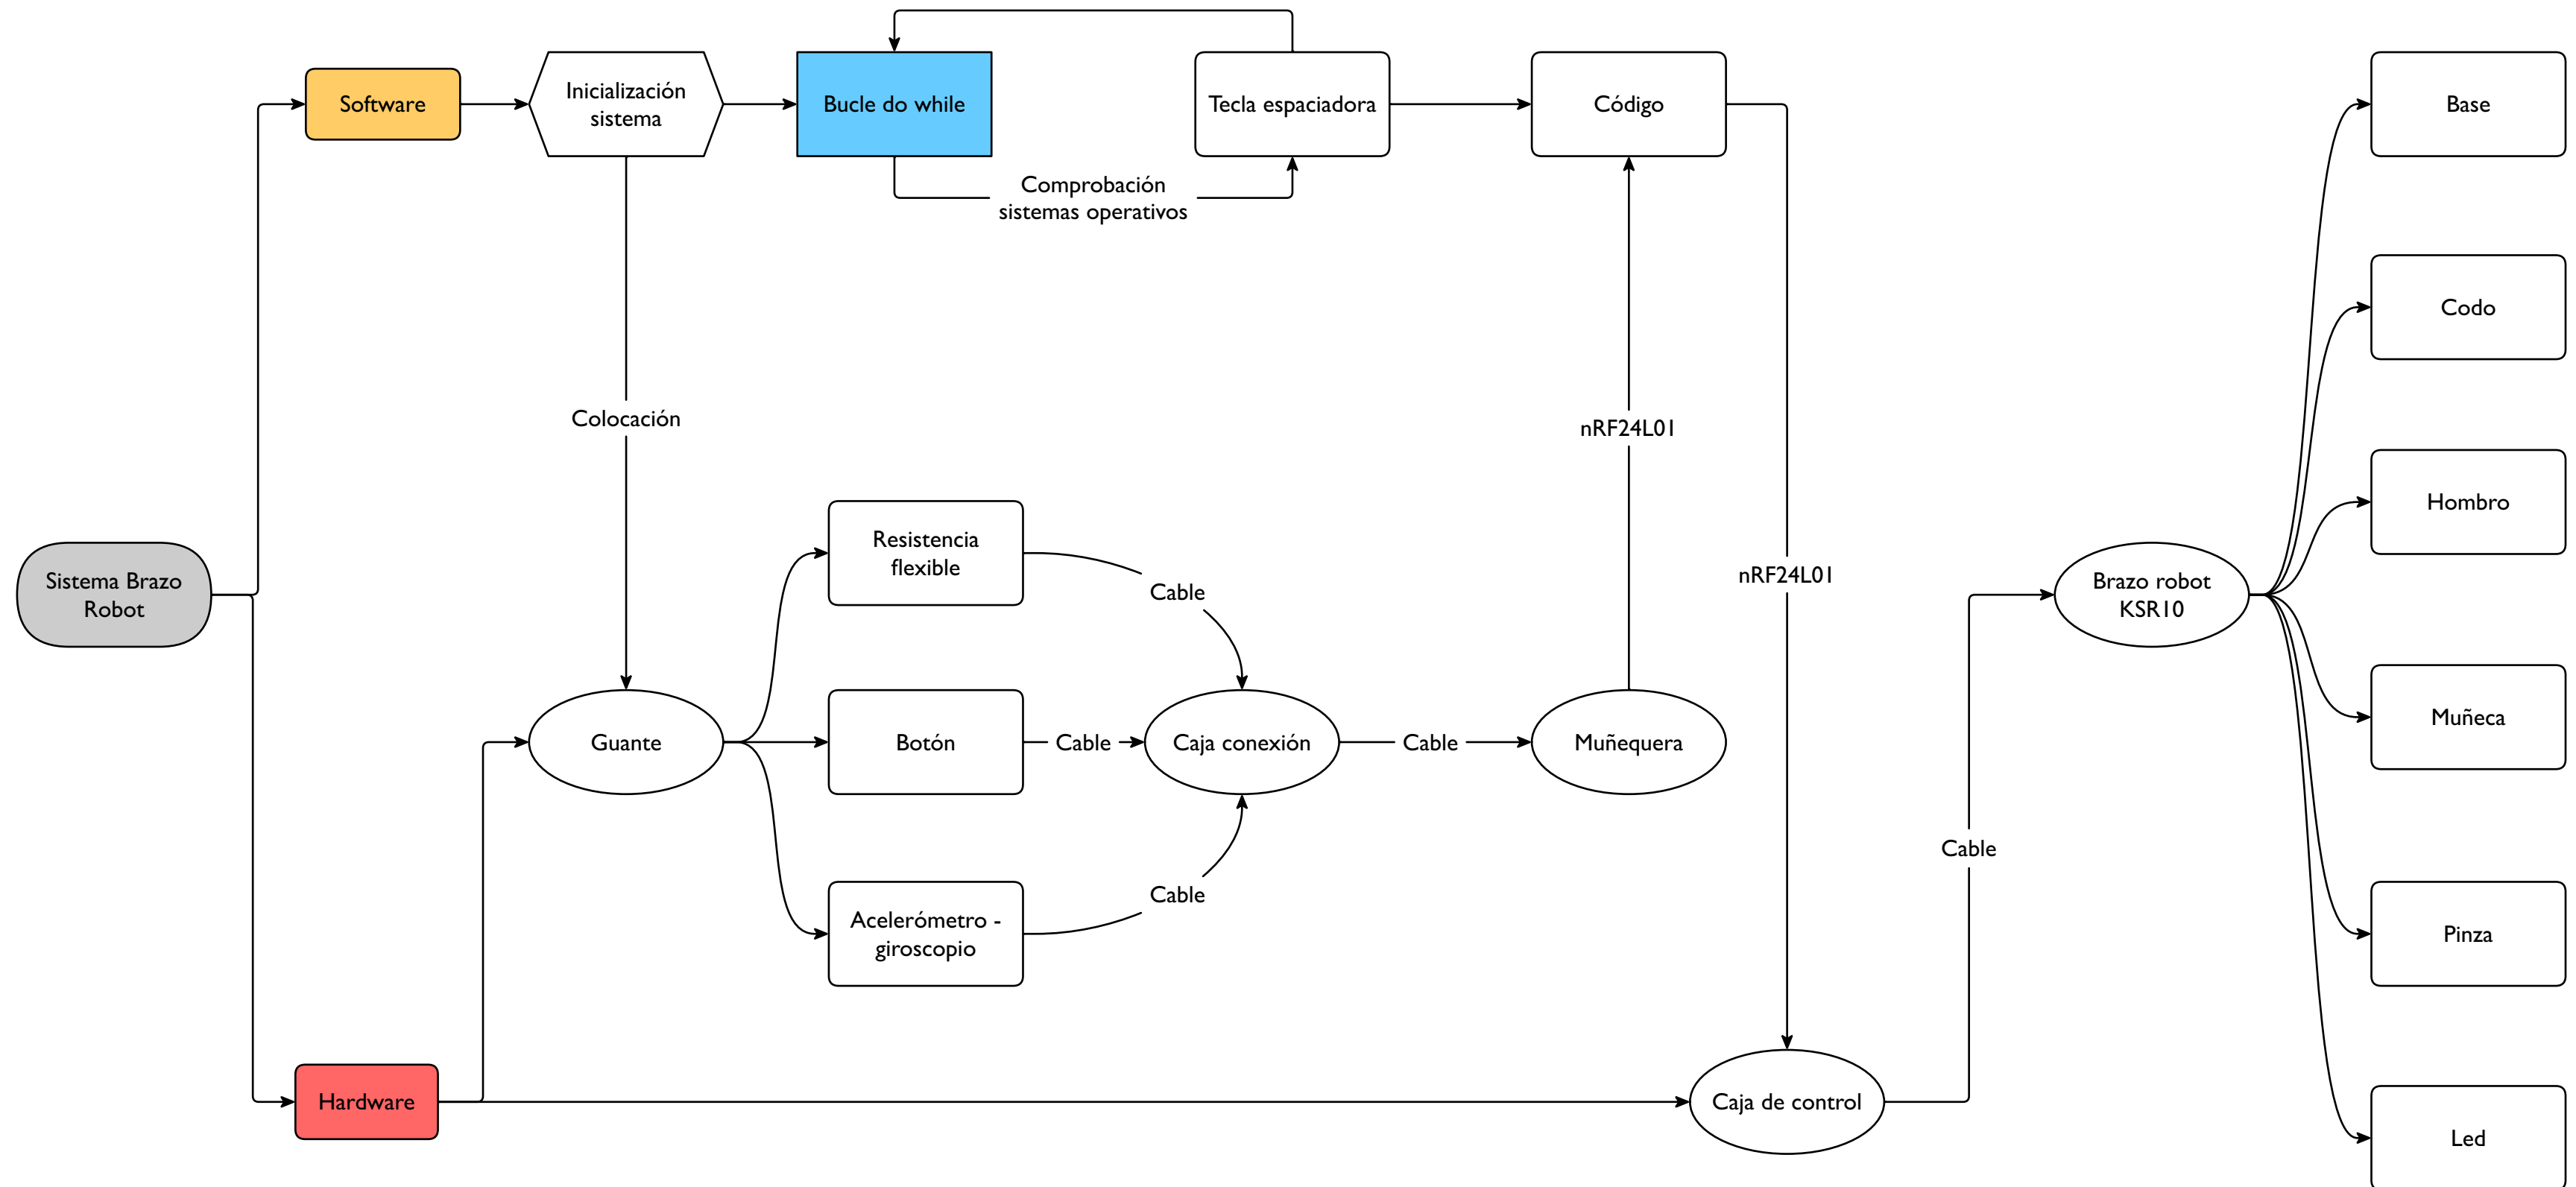 Software
Inicialización
sistema
Bucle do while
Tecla espaciadora
Código
Base
Comprobación
sistemas operativos
Codo
Colocación
nRF24L01
Hombro
Resistencia
flexible
Cable
nRF24L01
Sistema Brazo
Robot
Brazo robot
KSR10
Guante
Botón
Cable
Caja conexión
Cable
Muñequera
Muñeca
Cable
Cable
Acelerómetro -
giroscopio
Pinza
Hardware
Caja de control
Led